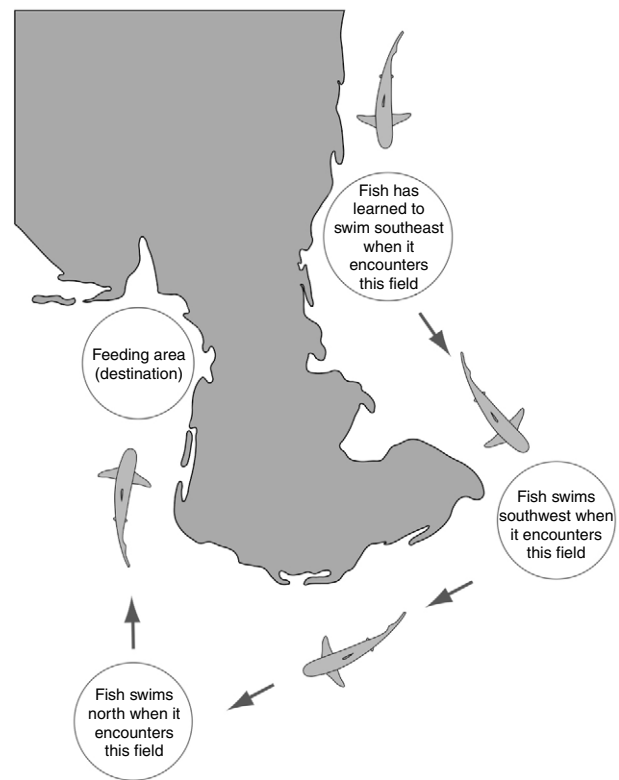 Fish has
learned to
swim southeast
when it
encounters
this field
Feeding area
(destination)
Fish swims
southwest when
it encounters
this field
Fish swims
north when it
encounters
this field